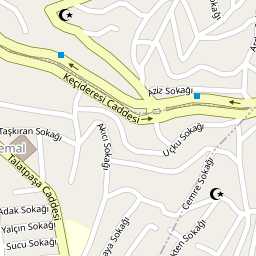 Aziz Sokağı
Keçideresi Caddesi
Taşkıran Sokağı
Akıcı Sokağı
Uçku Sokağı
Talatpaşa Caddesi
Cemre Sokağı
Adak Sokağı
Yalçın Sokağı
Sucu Sokağı